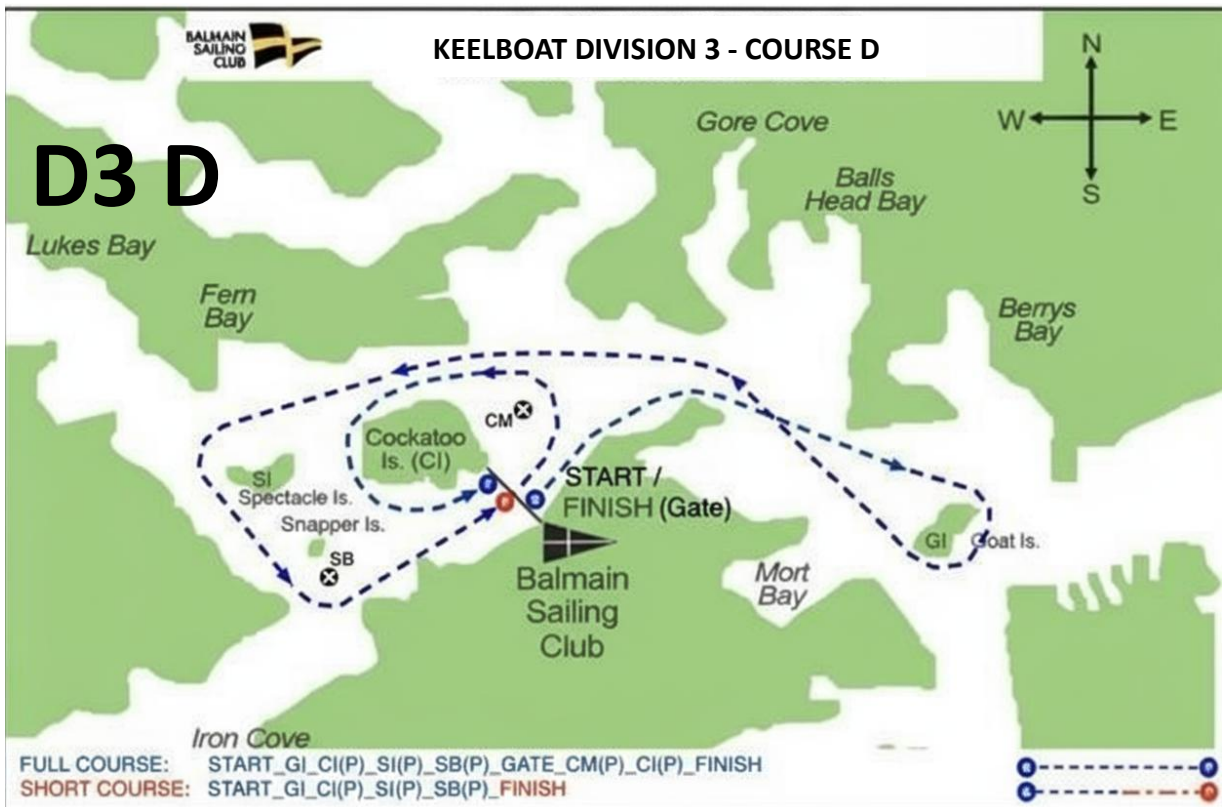 BALMAIN
SAILING
CLUB
KEELBOAT DIVISION 3 - COURSE D
N
W
E
S
D3 D
Gore Cove
Balls
Head Bay
Lukes Bay
Fern
Bay
Berrys
Bay
CM
Cockatoo
Is. (CI)
SI
Spectacle Is.
Snapper Is.
SB
START /
FINISH (Gate)
GI
Goat Is.
Balmain
Sailing
Club
Mort
Bay
Iron Cove
FULL COURSE: START_GI_CI(P)_SI(P)_SB(P)_GATE_CM(P)_CI(P)_FINISH
SHORT COURSE: START_GI_CI(P)_SI(P)_SB(P)_FINISH